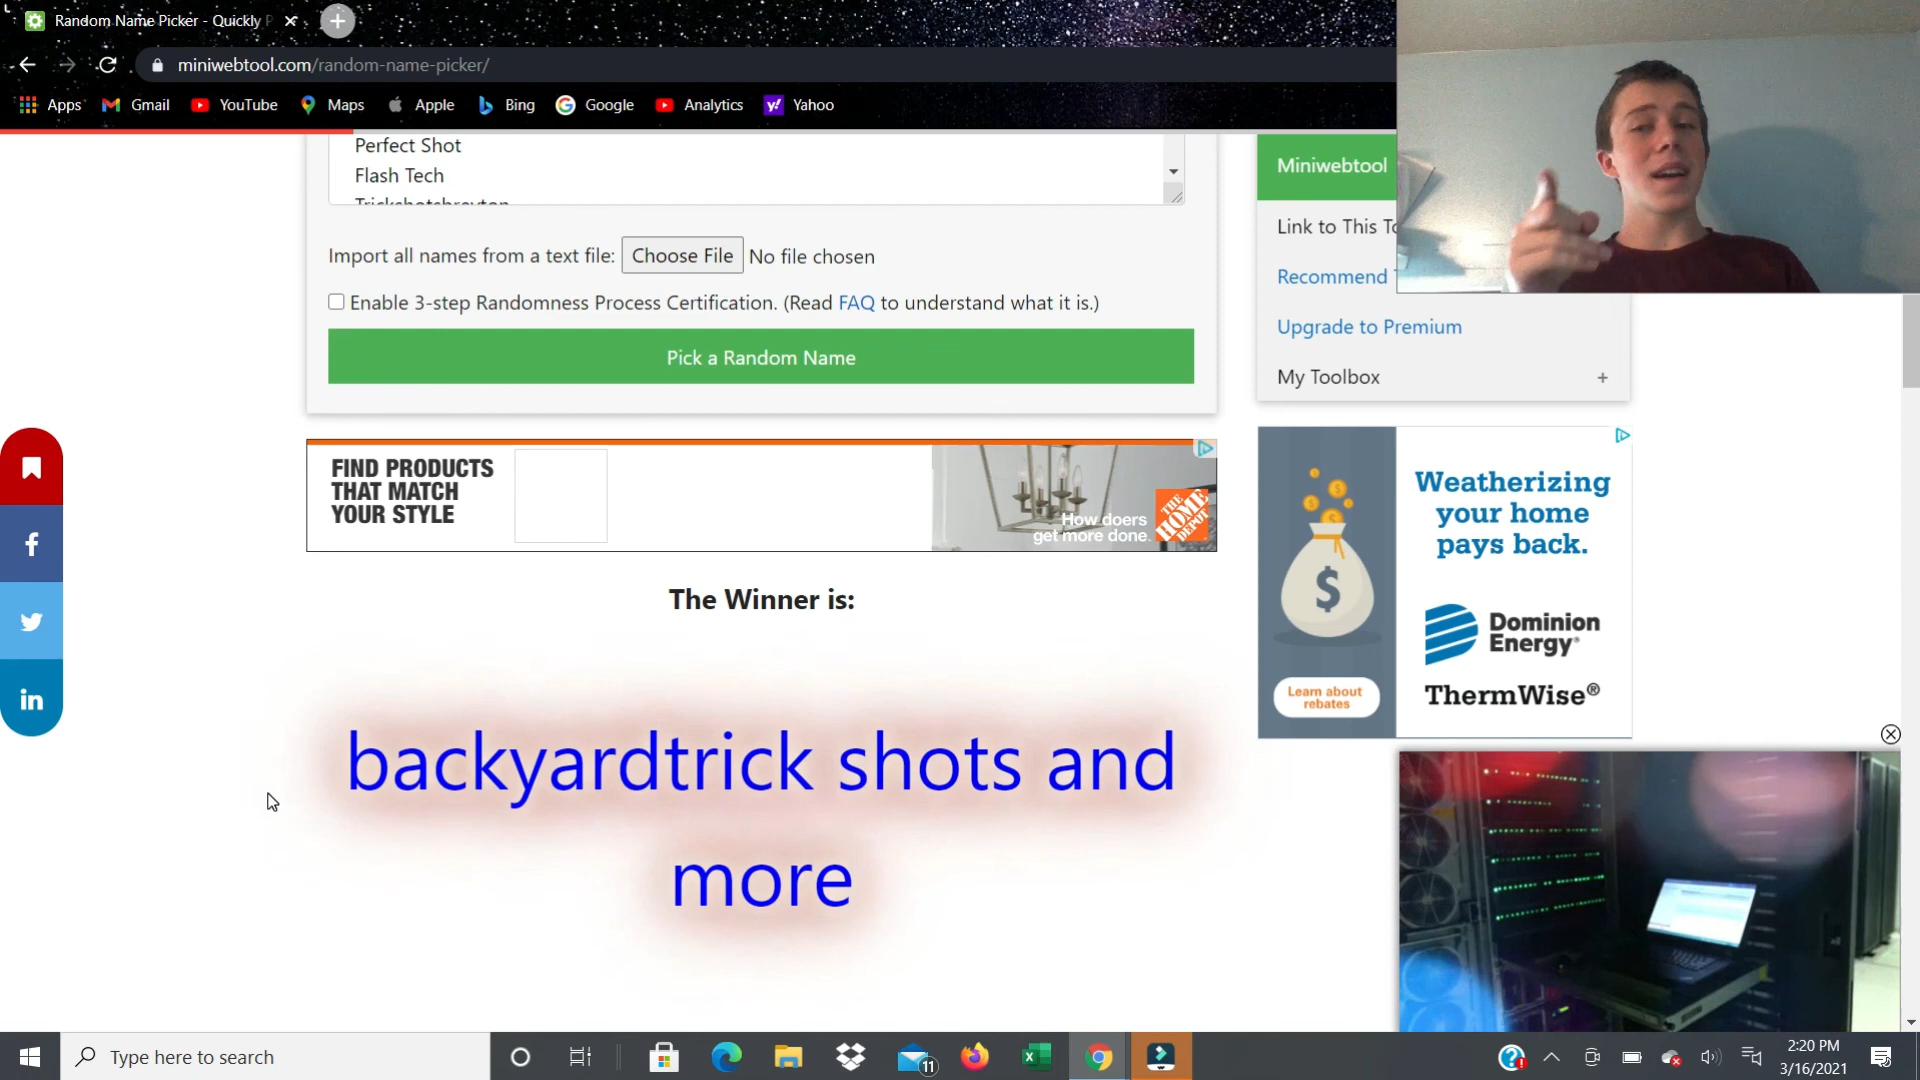 Random Name Picker - Quickly P
miniwebtool.com/random-name-picker/
Apps Gmail YouTube Maps Apple Bing Google Analytics Yahoo
Perfect Shot
Flash Tech
Trickshotsbrayton
Import all names from a text file: Choose File No file chosen
Enable 3-step Randomness Process Certification. (Read FAQ to understand what it is.)
Pick a Random Name
Miniwebtool
Link to This To
Recommend T
Upgrade to Premium
My Toolbox +
FIND PRODUCTS
THAT MATCH
YOUR STYLE
How doers
get more done.
THE
HOME
DEPOT
Weatherizing
your home
pays back.
$
Learn about
rebates
Dominion
Energy®
ThermWise®
The Winner is:
backyardtrick shots and
more
Type here to search
11
2:20 PM
3/16/2021